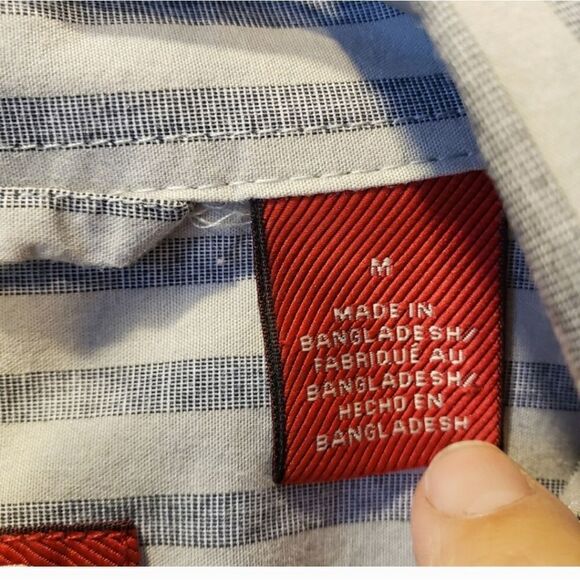 M
MADE IN
BANGLADESH/
FABRIQUÉ AU
BANGLADESH/
HECHO EN
BANGLADESH